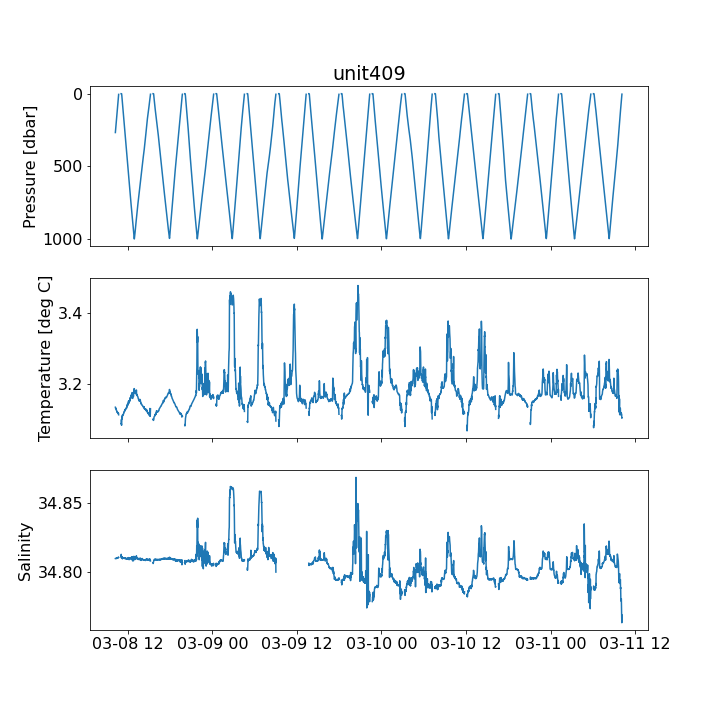 unit409
Pressure [dbar]
0
500
1000
Temperature [deg C]
3.4
3.2
Salinity
34.85
34.80
03-08 12 03-09 00 03-09 12 03-10 00 03-10 12 03-11 00 03-11 12